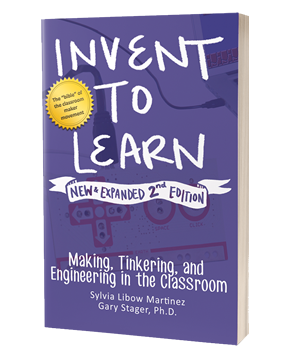 INVENT
TO
LEARN
The "bible" of
the classroom
maker
movement.
NEW & EXPANDED 2nd EDITION
Making, Tinkering, and
Engineering in the Classroom
Sylvia Libow Martinez
Gary Stager, Ph.D.